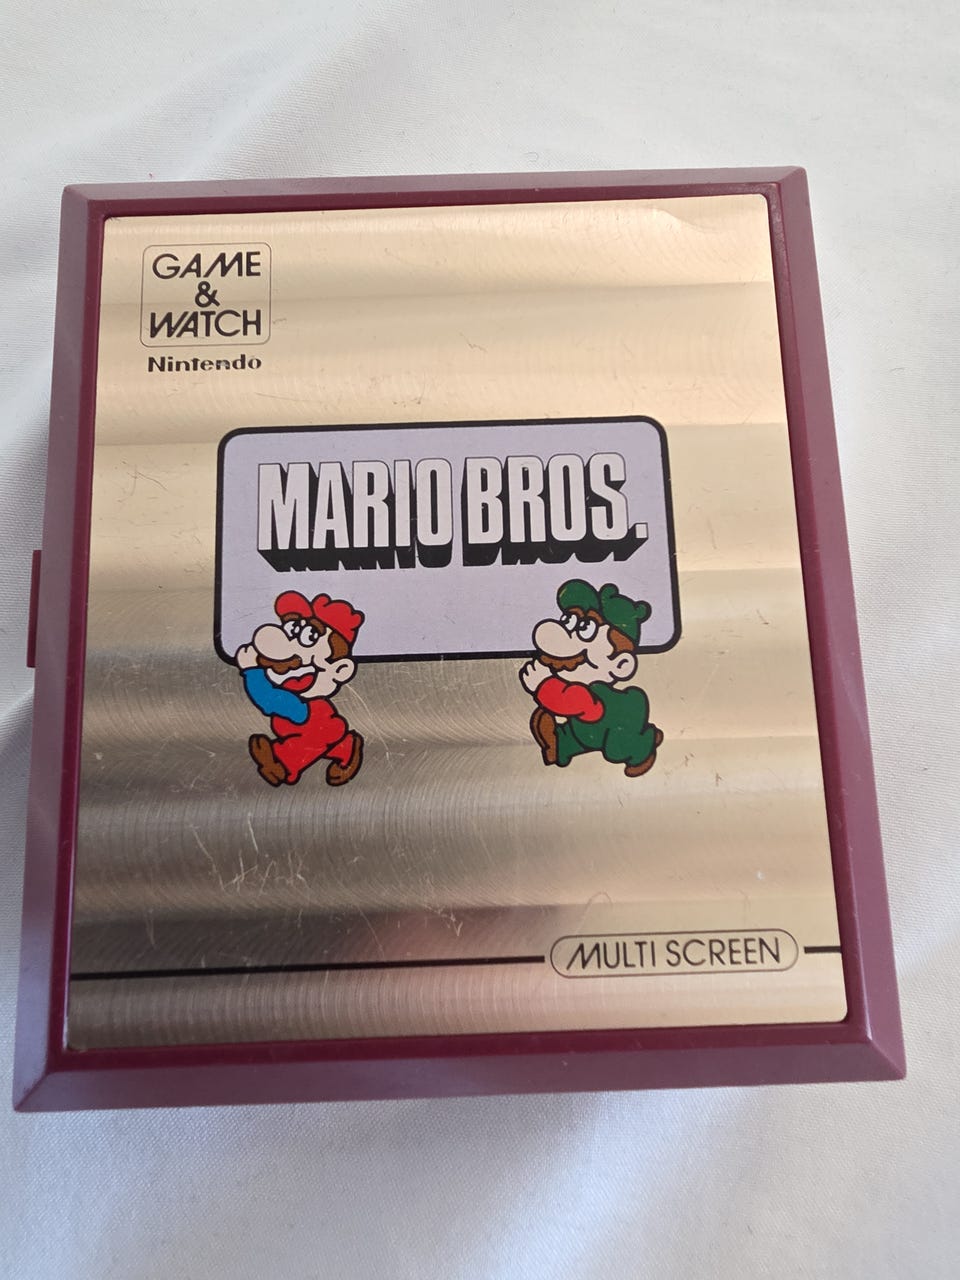 GAME
&
WATCH
Nintendo
MARIO BROS.
MULTI SCREEN